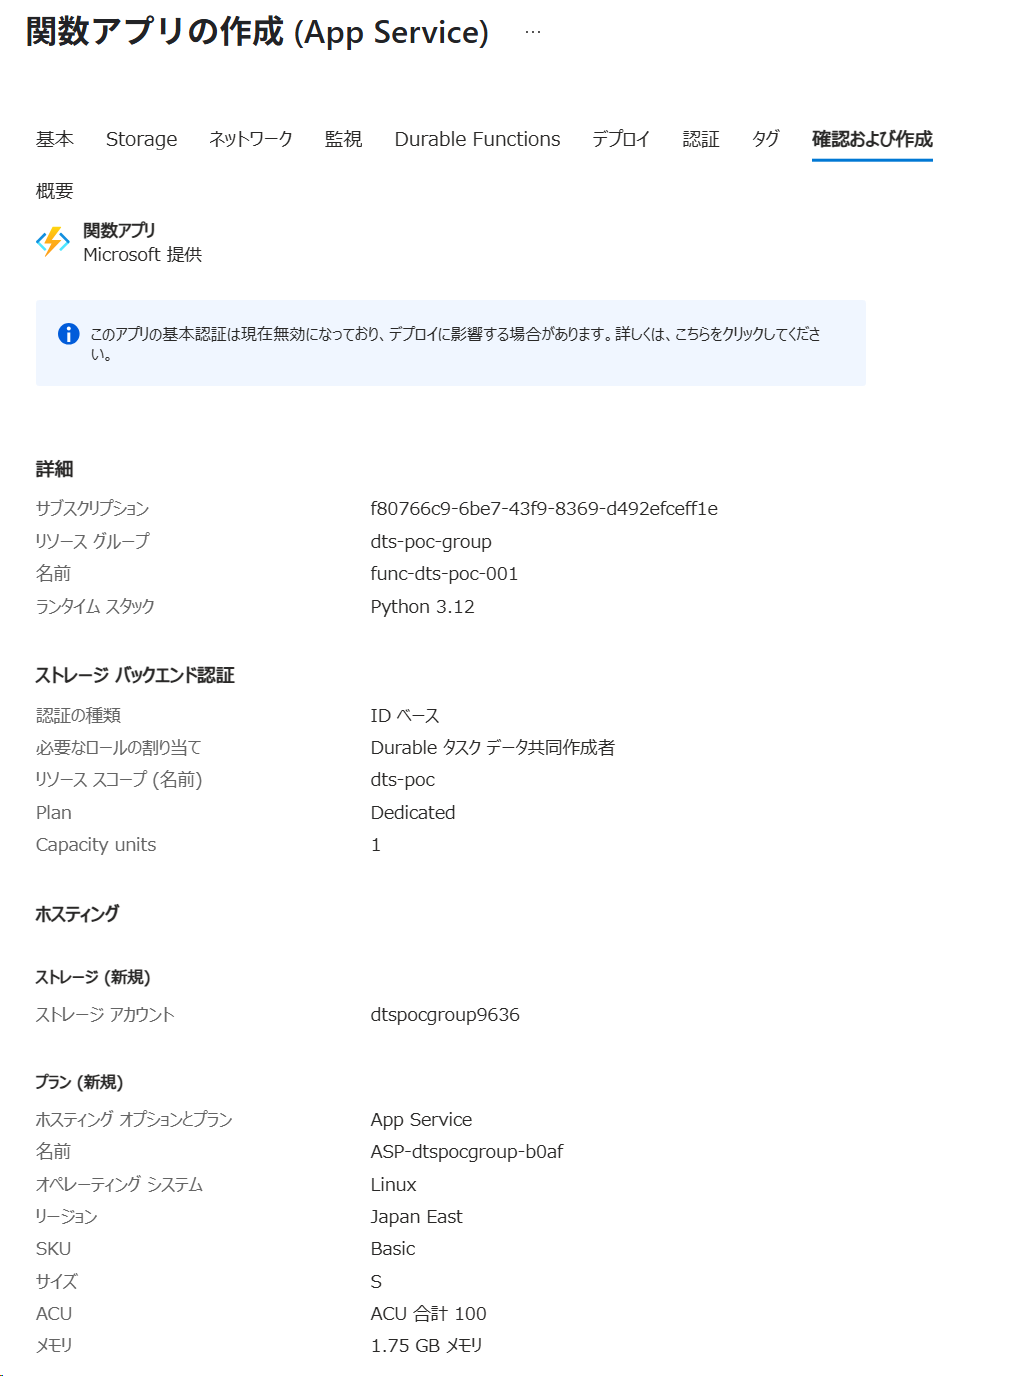 関数アプリの作成 (App Service) …
基本 Storage ネットワーク 監視 Durable Functions デプロイ 認証 タグ 確認および作成
概要
関数アプリ
Microsoft 提供
このアプリの基本認証は現在無効になっており、デプロイに影響する場合があります。詳しくは、こちらをクリックしてくださ
い。
詳細
サブスクリプション f80766c9-6be7-43f9-8369-d492efceff1e
リソース グループ dts-poc-group
名前 func-dts-poc-001
ランタイム スタック Python 3.12
ストレージ バックエンド認証
認証の種類 ID ベース
必要なロールの割り当て Durable タスク データ共同作成者
リソース スコープ (名前) dts-poc
Plan Dedicated
Capacity units 1
ホスティング
ストレージ (新規)
ストレージ アカウント dtspocgroup9636
プラン (新規)
ホスティング オプションとプラン App Service
名前 ASP-dtspocgroup-b0af
オペレーティング システム Linux
リージョン Japan East
SKU Basic
サイズ S
ACU ACU 合計 100
メモリ 1.75 GB メモリ